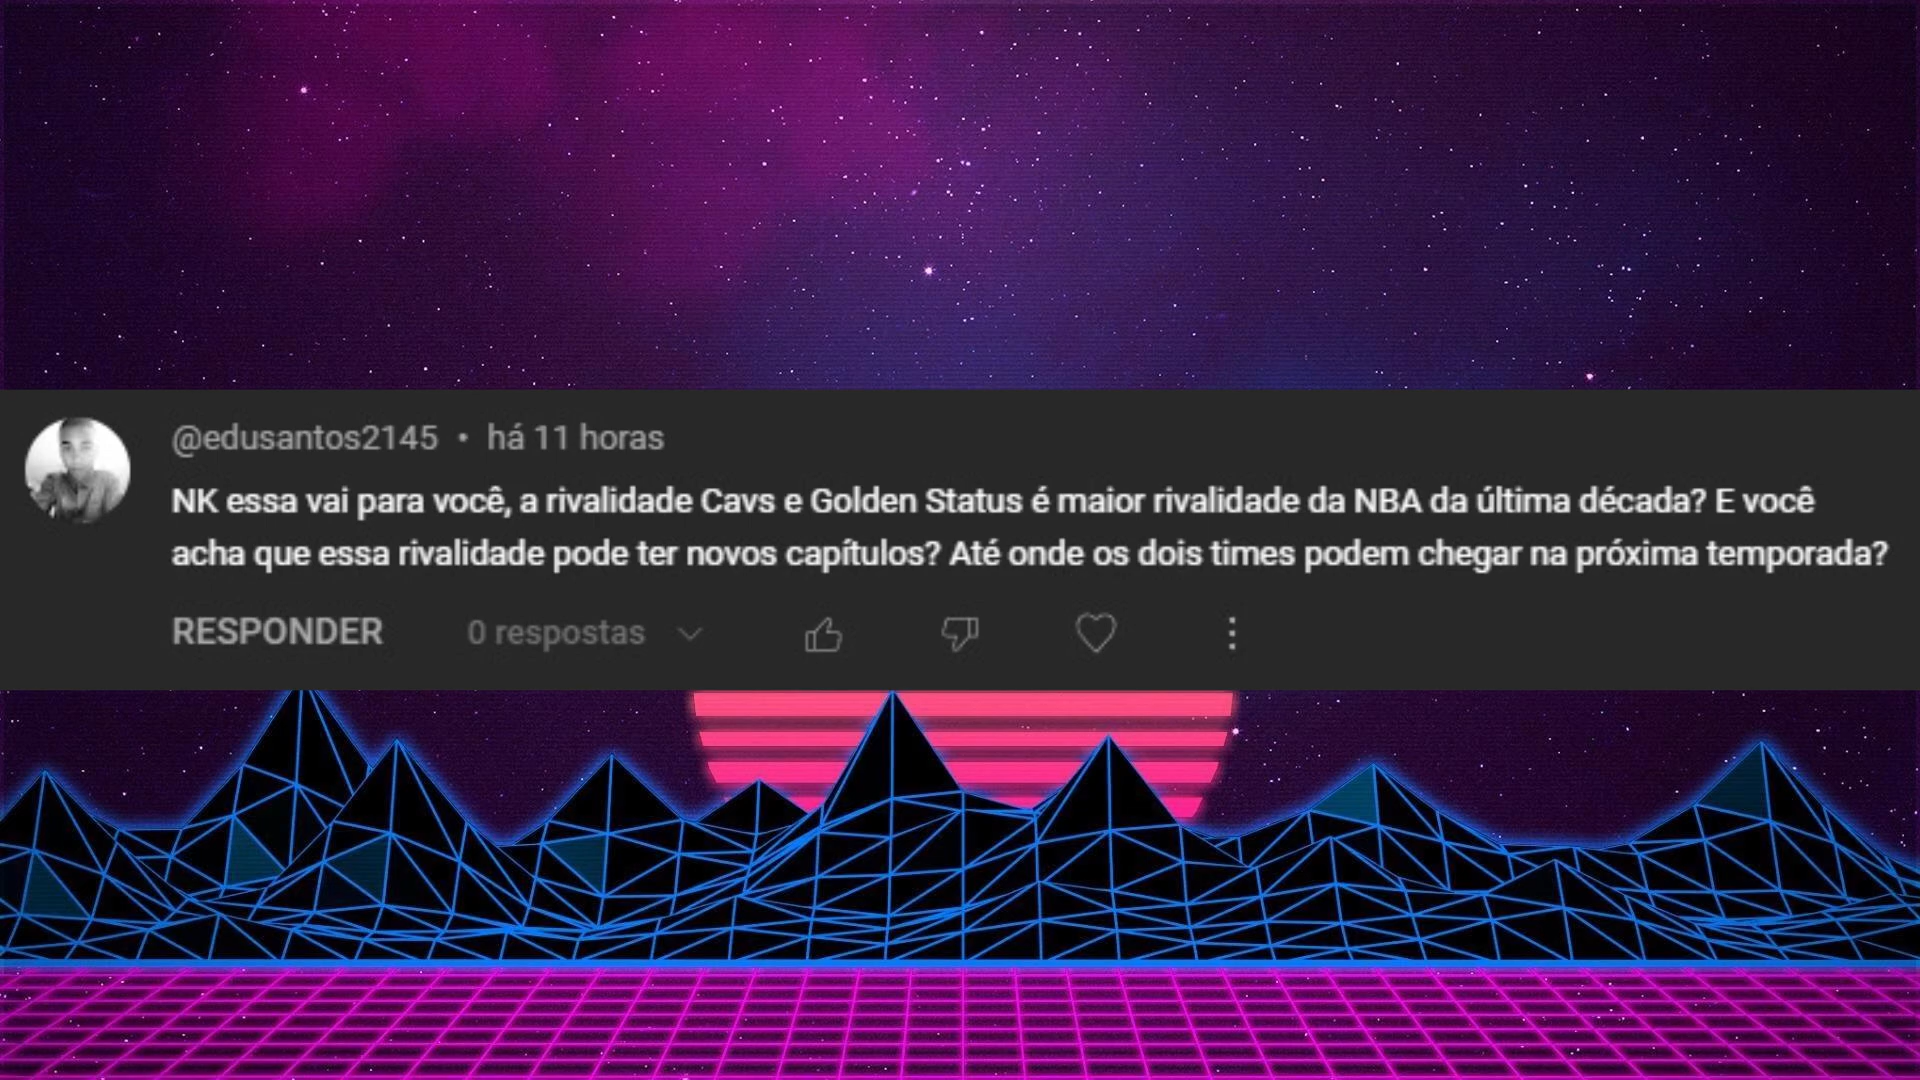 @edusantos2145 • há 11 horas
NK essa vai para você, a rivalidade Cavs e Golden Status é maior rivalidade da NBA da última década? E você
acha que essa rivalidade pode ter novos capítulos? Até onde os dois times podem chegar na próxima temporada?
RESPONDER 0 respostas